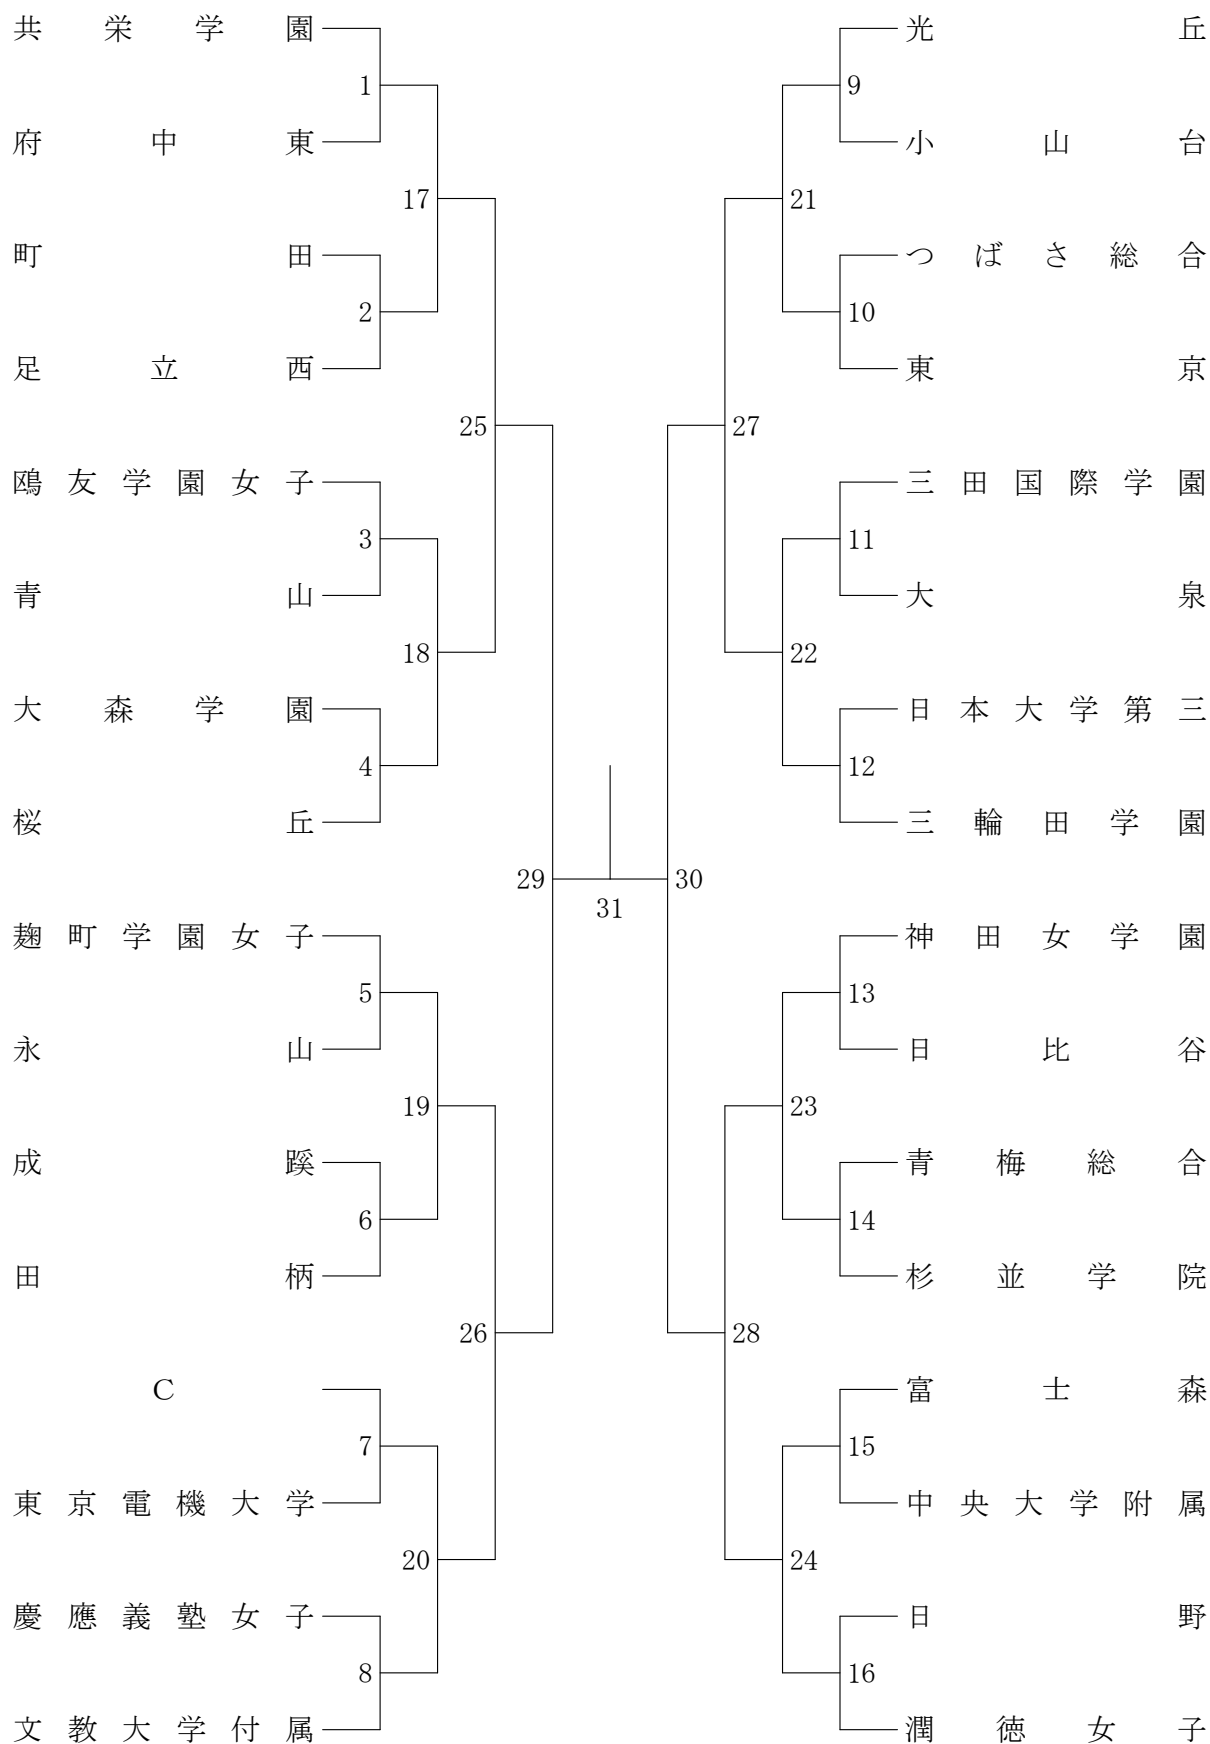 共栄学園
1
府中東
17
町田
2
足立西
25
鴎友学園女子
3
青山
18
大森学園
4
桜丘
29
麹町学園女子
5
永山
19
成蹊
6
田柄
26
C
7
東京電機大学
20
慶應義塾女子
8
文教大学付属
31
光丘
9
小山台
21
つばさ総合
10
東京
27
三田国際学園
11
大泉
22
日本大学第三
12
三輪田学園
30
神田女学園
13
日比谷
23
青梅総合
14
杉並学院
28
富士森
15
中央大学附属
24
日野
16
潤徳女子